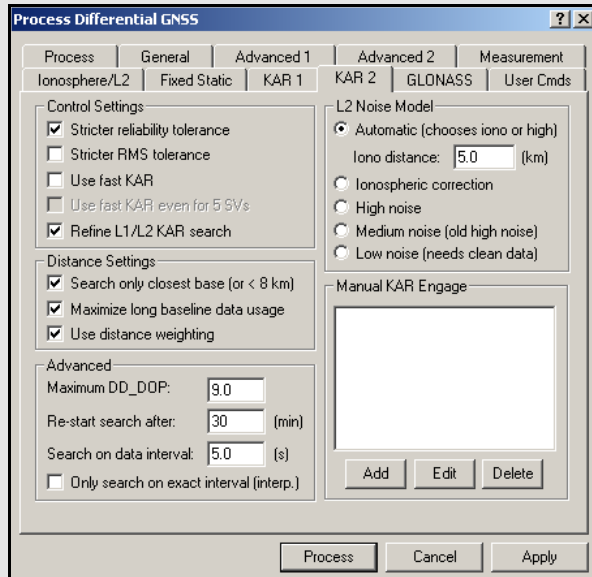 Process Differential GNSS
Process General Advanced 1 Advanced 2 Measurement
Ionosphere/L2 Fixed Static KAR 1 KAR 2 GLONASS User Cmds
Control Settings
Stricter reliability tolerance
Stricter RMS tolerance
Use fast KAR
Use fast KAR even for 5 SVs
Refine L1/L2 KAR search
Distance Settings
Search only closest base (or < 8 km)
Maximize long baseline data usage
Use distance weighting
Advanced
Maximum DD_DOP: 9.0
Re-start search after: 30 (min)
Search on data interval: 5.0 (s)
Only search on exact interval (interp.)
L2 Noise Model
Automatic (chooses iono or high)
Iono distance: 5.0 (km)
Ionospheric correction
High noise
Medium noise (old high noise)
Low noise (needs clean data)
Manual KAR Engage
Add Edit Delete
Process Cancel Apply